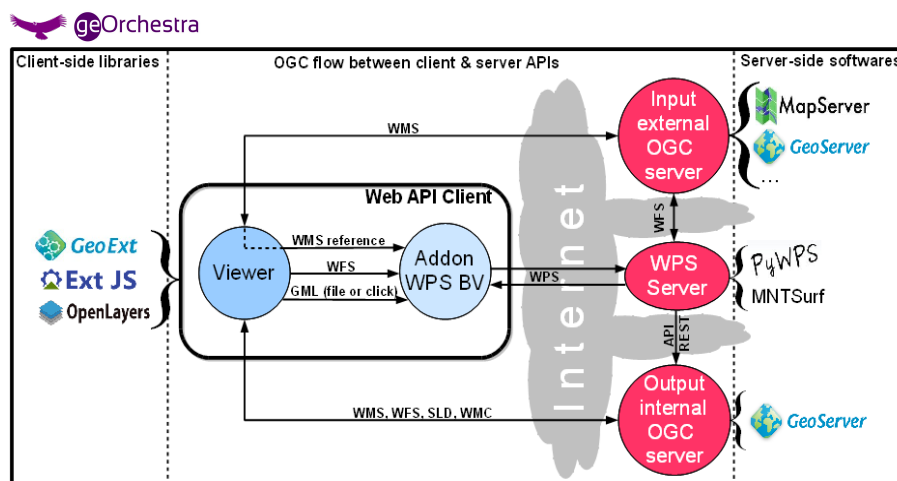 geOrchestra
Client-side libraries
OGC flow between client & server APIs
Server-side softwares
Input
external
OGC
server
MapServer
GeoServer
...
WMS
Internet
WFS
Web API Client
GeoExt
Ext JS
OpenLayers
Viewer
WMS reference
WFS
GML (file or click)
Addon
WPS BV
WPS
WPS
Server
PyWPS
MNTSurf
API
REST
Output
internal
OGC
server
GeoServer
WMS, WFS, SLD, WMC